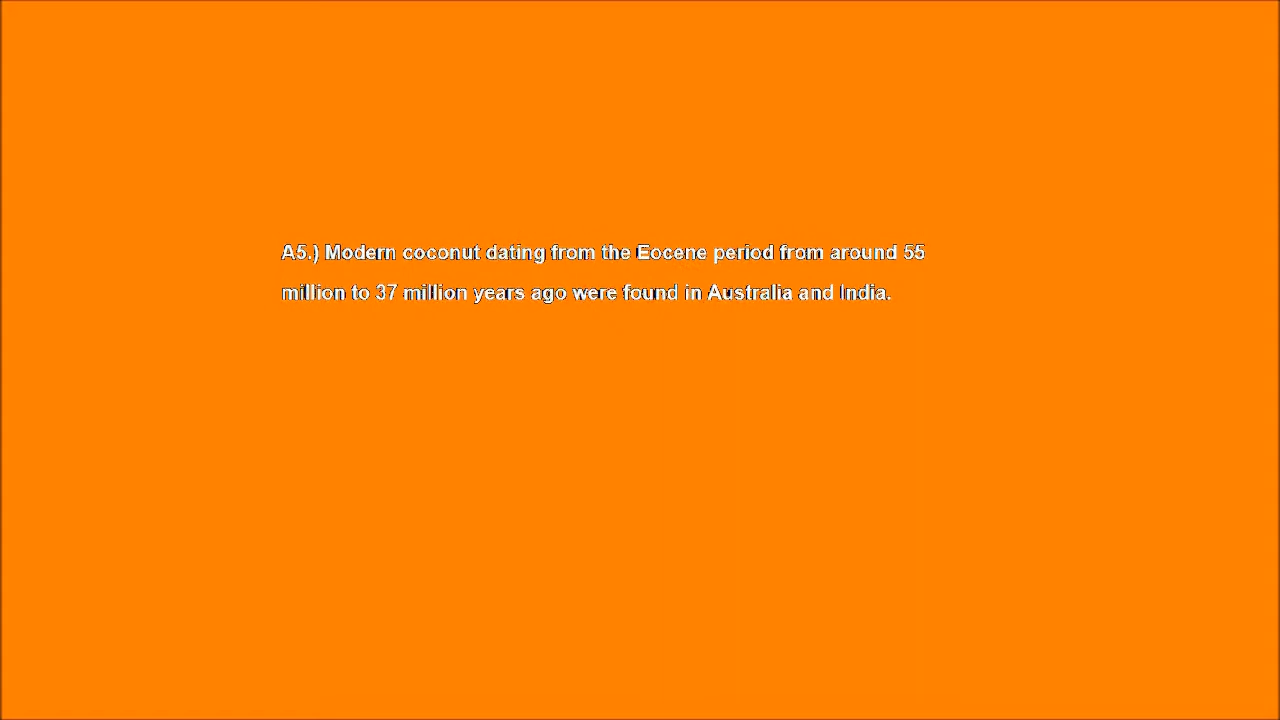 A5.) Modern coconut dating from the Eocene period from around 55
million to 37 million years ago were found in Australia and India.